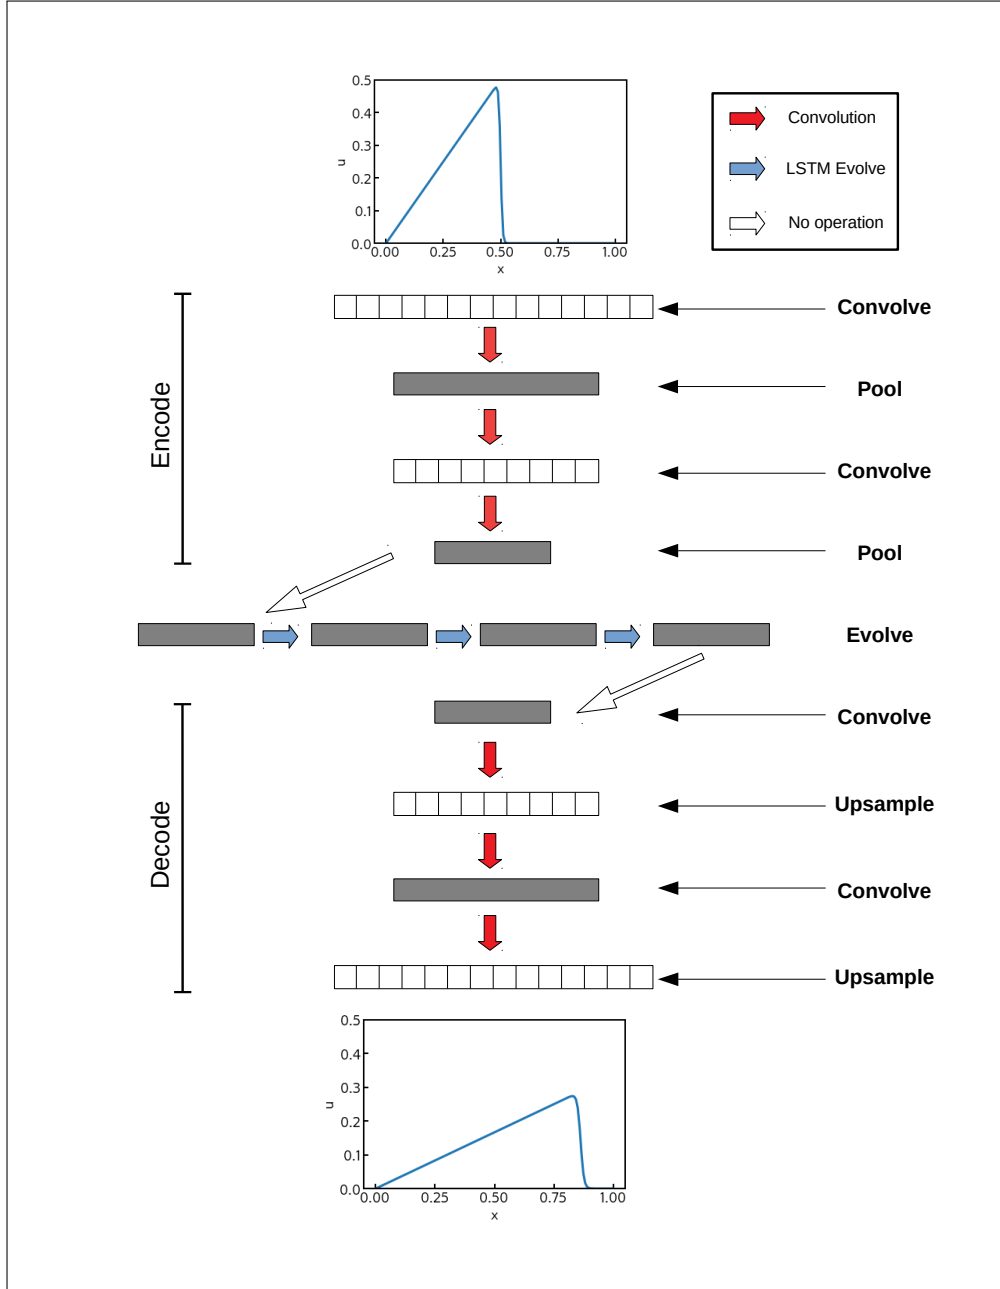 0.5
0.4
0.3
0.2
0.1
0.0
u
0.00 0.25 0.50 0.75 1.00
x
Convolution
LSTM Evolve
No operation
Encode
Convolve
Pool
Convolve
Pool
Evolve
Decode
Convolve
Upsample
Convolve
Upsample
0.5
0.4
0.3
0.2
0.1
0.0
u
0.00 0.25 0.50 0.75 1.00
x